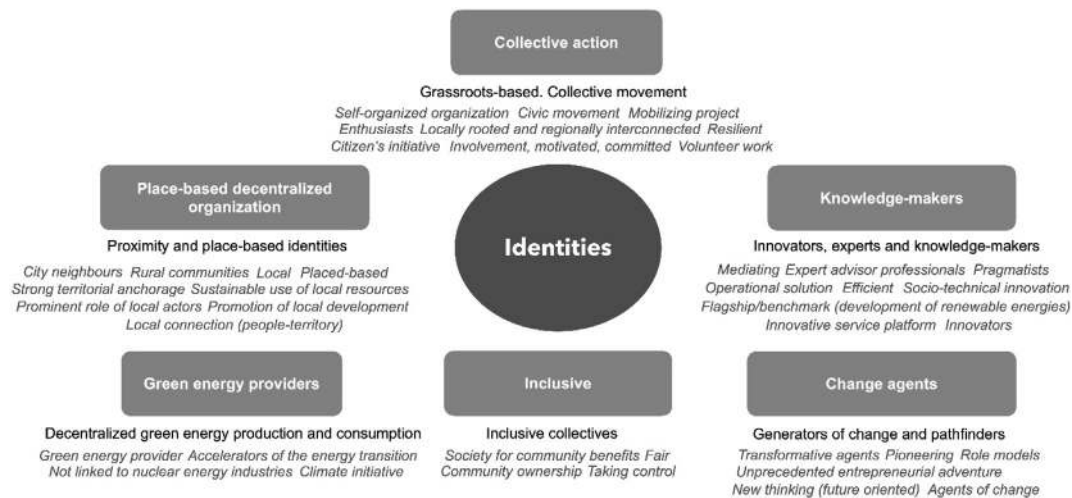 Collective action
Grassroots-based. Collective movement
Self-organized organization Civic movement Mobilizing project
Enthusiasts Locally rooted and regionally interconnected Resilient
Citizen's initiative Involvement, motivated, committed Volunteer work
Place-based decentralized
organization
Proximity and place-based identities
City neighbours Rural communities Local Placed-based
Strong territorial anchorage Sustainable use of local resources
Prominent role of local actors Promotion of local development
Local connection (people-territory)
Identities
Knowledge-makers
Innovators, experts and knowledge-makers
Mediating Expert advisor professionals Pragmatists
Operational solution Efficient Socio-technical innovation
Flagship/benchmark (development of renewable energies)
Innovative service platform Innovators
Green energy providers
Decentralized green energy production and consumption
Green energy provider Accelerators of the energy transition
Not linked to nuclear energy industries Climate initiative
Inclusive
Inclusive collectives
Society for community benefits Fair
Community ownership Taking control
Change agents
Generators of change and pathfinders
Transformative agents Pioneering Role models
Unprecedented entrepreneurial adventure
New thinking (future oriented) Agents of change